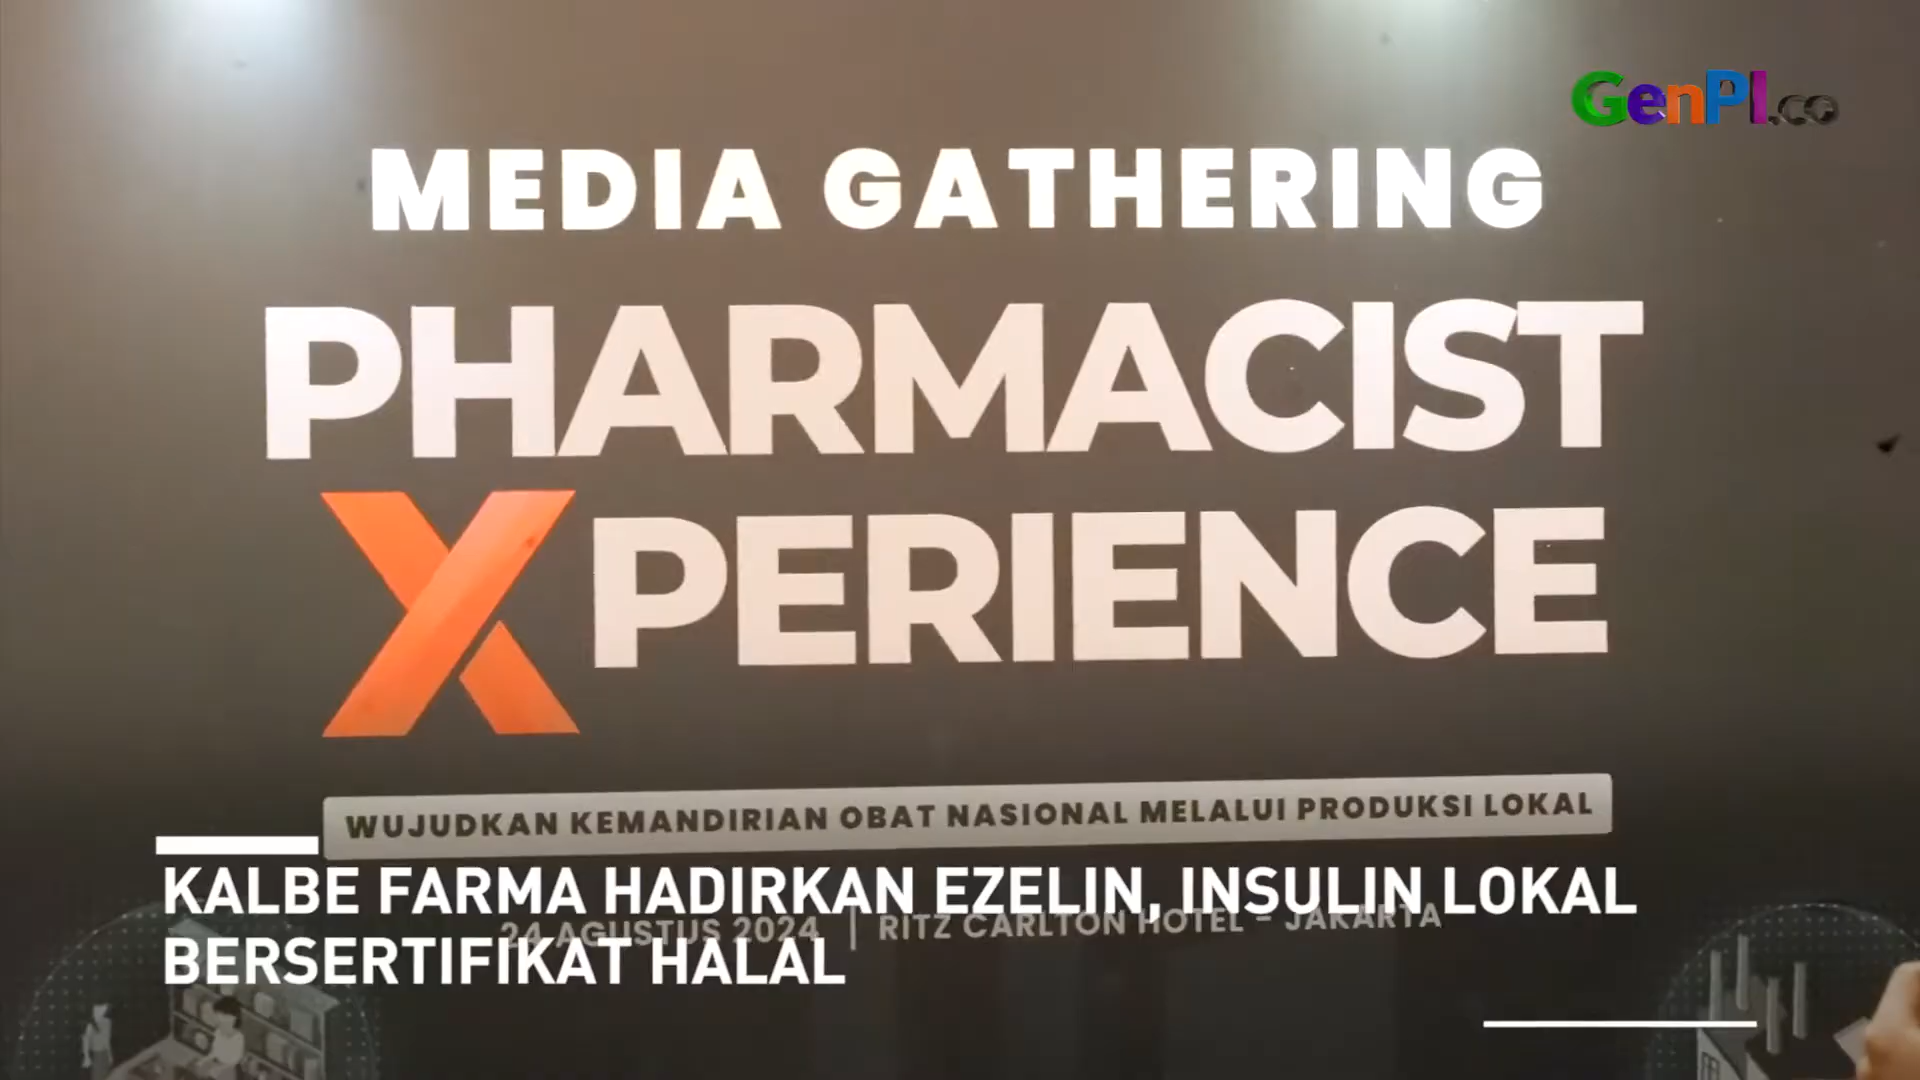 GenPI.co
MEDIA GATHERING
PHARMACIST
XPERIENCE
WUJUDKAN KEMANDIRIAN OBAT NASIONAL MELALUI PRODUKSI LOKAL
KALBE FARMA HADIRKAN EZELIN, INSULIN LOKAL
24 AGUSTUS 2024 | RITZ CARLTON HOTEL - JAKARTA
BERSERTIFIKAT HALAL